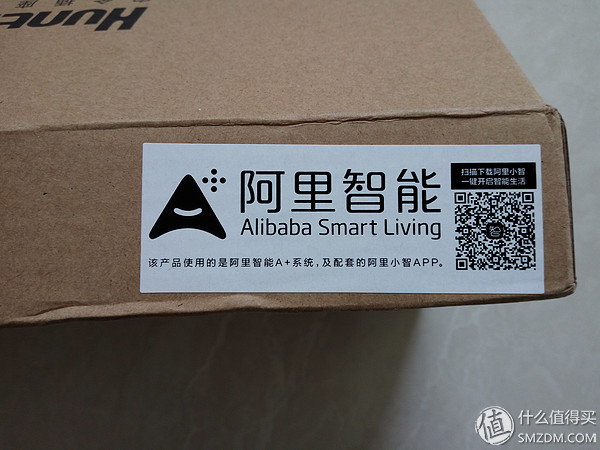 Hunt
阿里智能
Alibaba Smart Living
该产品使用的是阿里智能A+系统,及配套的阿里小智APP。
扫描下载阿里小智
一键开启智能生活
值 什么值得买
SMZDM.COM